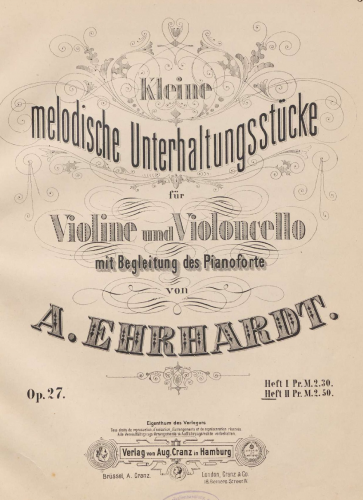 Kleine
melodische Unterhaltungsstücke
für
Violine und Violoncello
mit Begleitung des Pianoforte
von
A. EHRHARDT.
Op. 27.
Heft I Pr. M. 2. 30.
Heft II Pr. M. 2. 50.
Eigenthum des Verlegers
Verlag von Aug. Cranz in Hamburg
Brüssel, A. Cranz.
London, Cranz & Co.